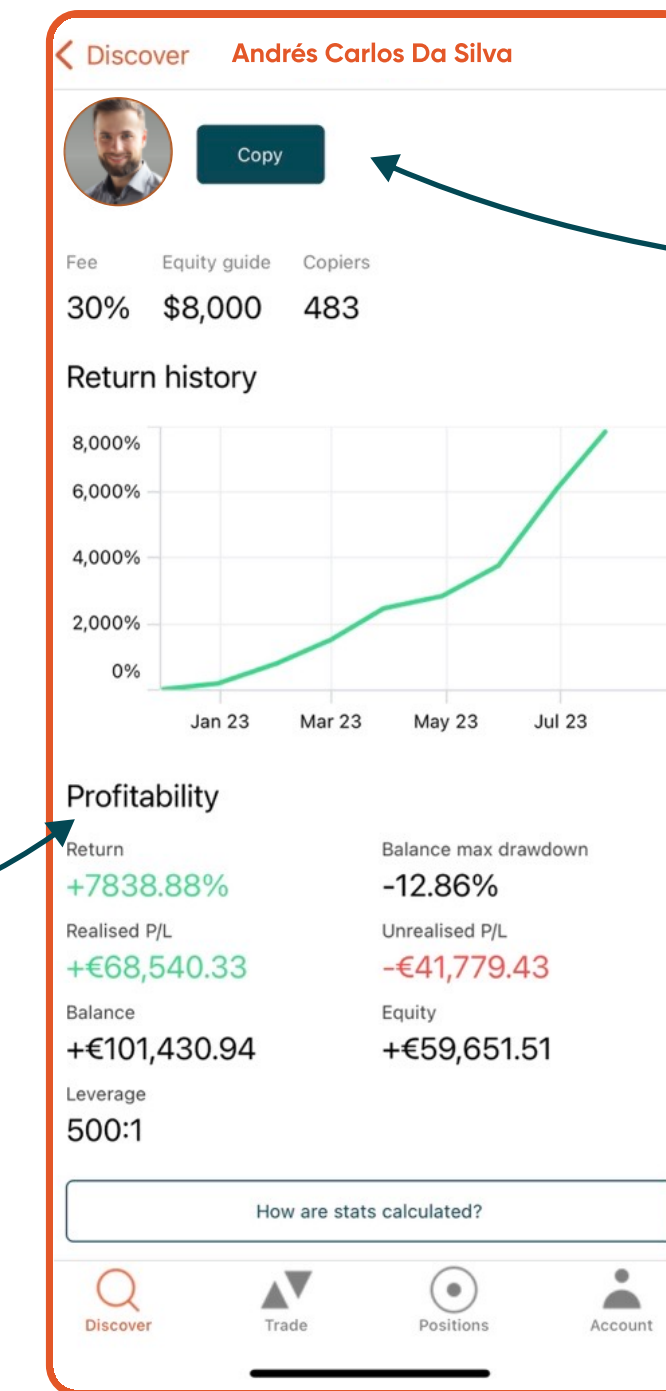 Discover Andrés Carlos Da Silva
Copy
Fee Equity guide Copiers
30% $8,000 483
Return history
8,000%
6,000%
4,000%
2,000%
0%
Jan 23 Mar 23 May 23 Jul 23
Profitability
Return Balance max drawdown
+7838.88% -12.86%
Realised P/L Unrealised P/L
+€68,540.33 -€41,779.43
Balance Equity
+€101,430.94 +€59,651.51
Leverage
500:1
How are stats calculated?
Discover Trade Positions Account